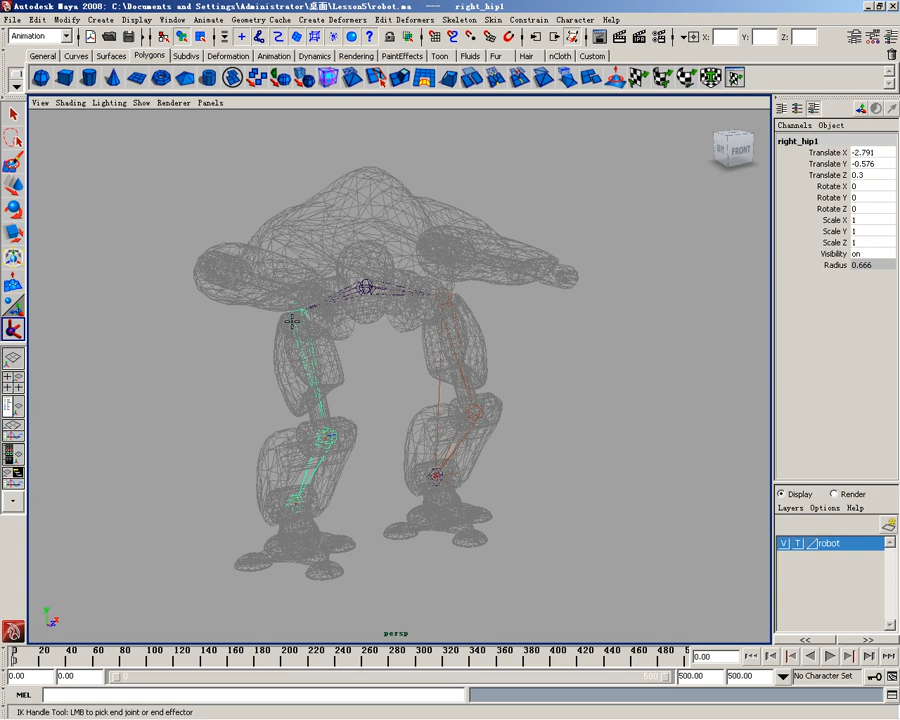 Autodesk Maya 2008: C:\Documents and Settings\Administrator\桌面\Lesson5\robot.ma --- right_hip1
File Edit Modify Create Display Window Animate Geometry Cache Create Deformers Edit Deformers Skeleton Skin Constrain Character Help
Animation X: Y: Z:
General Curves Surfaces Polygons Subdivs Deformation Animation Dynamics Rendering PaintEffects Toon Fluids Fur Hair nCloth Custom
View Shading Lighting Show Renderer Panels
Channels Object
right_hip1
Translate X -2.791
Translate Y -0.576
Translate Z 0.3
Rotate X 0
Rotate Y 0
Rotate Z 0
Scale X 1
Scale Y 1
Scale Z 1
Visibility on
Radius 0.666
FRONT
Display Render
Layers Options Help
V T robot
y
z
persp
<< >>
0 20 40 60 80 100 120 140 160 180 200 220 240 260 280 300 320 340 360 380 400 420 440 460 480 5
0.00
0.00 0.00 0 500 500.00 500.00 No Character Set
MEL
IK Handle Tool: LMB to pick end joint or end effector